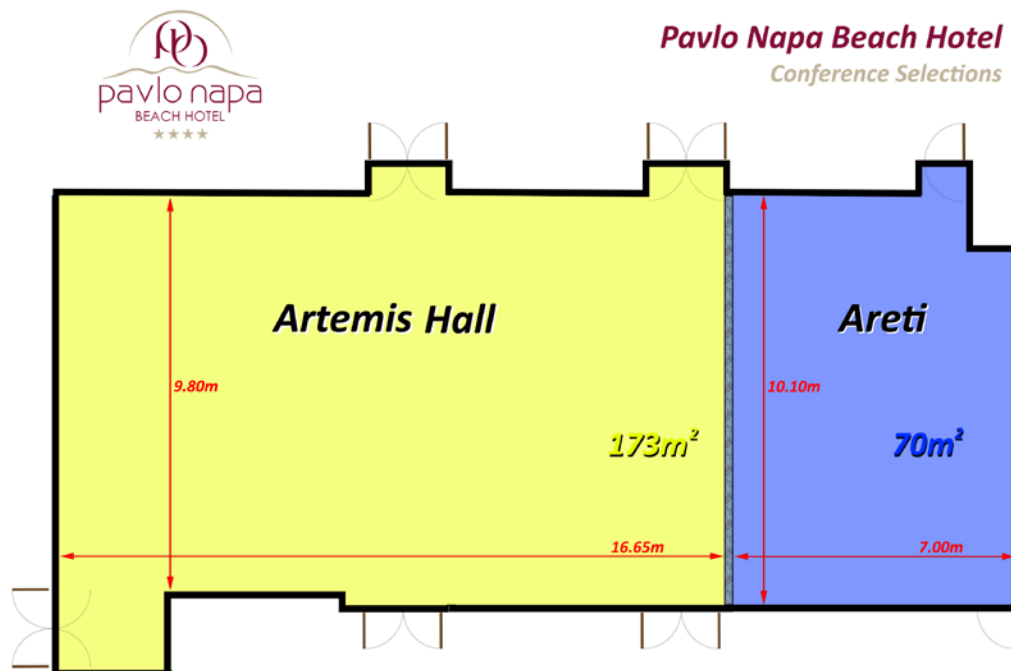 pavlo napa
BEACH HOTEL
Pavlo Napa Beach Hotel
Conference Selections
Artemis Hall
Areti
9.80m
10.10m
173m²
70m²
16.65m
7.00m